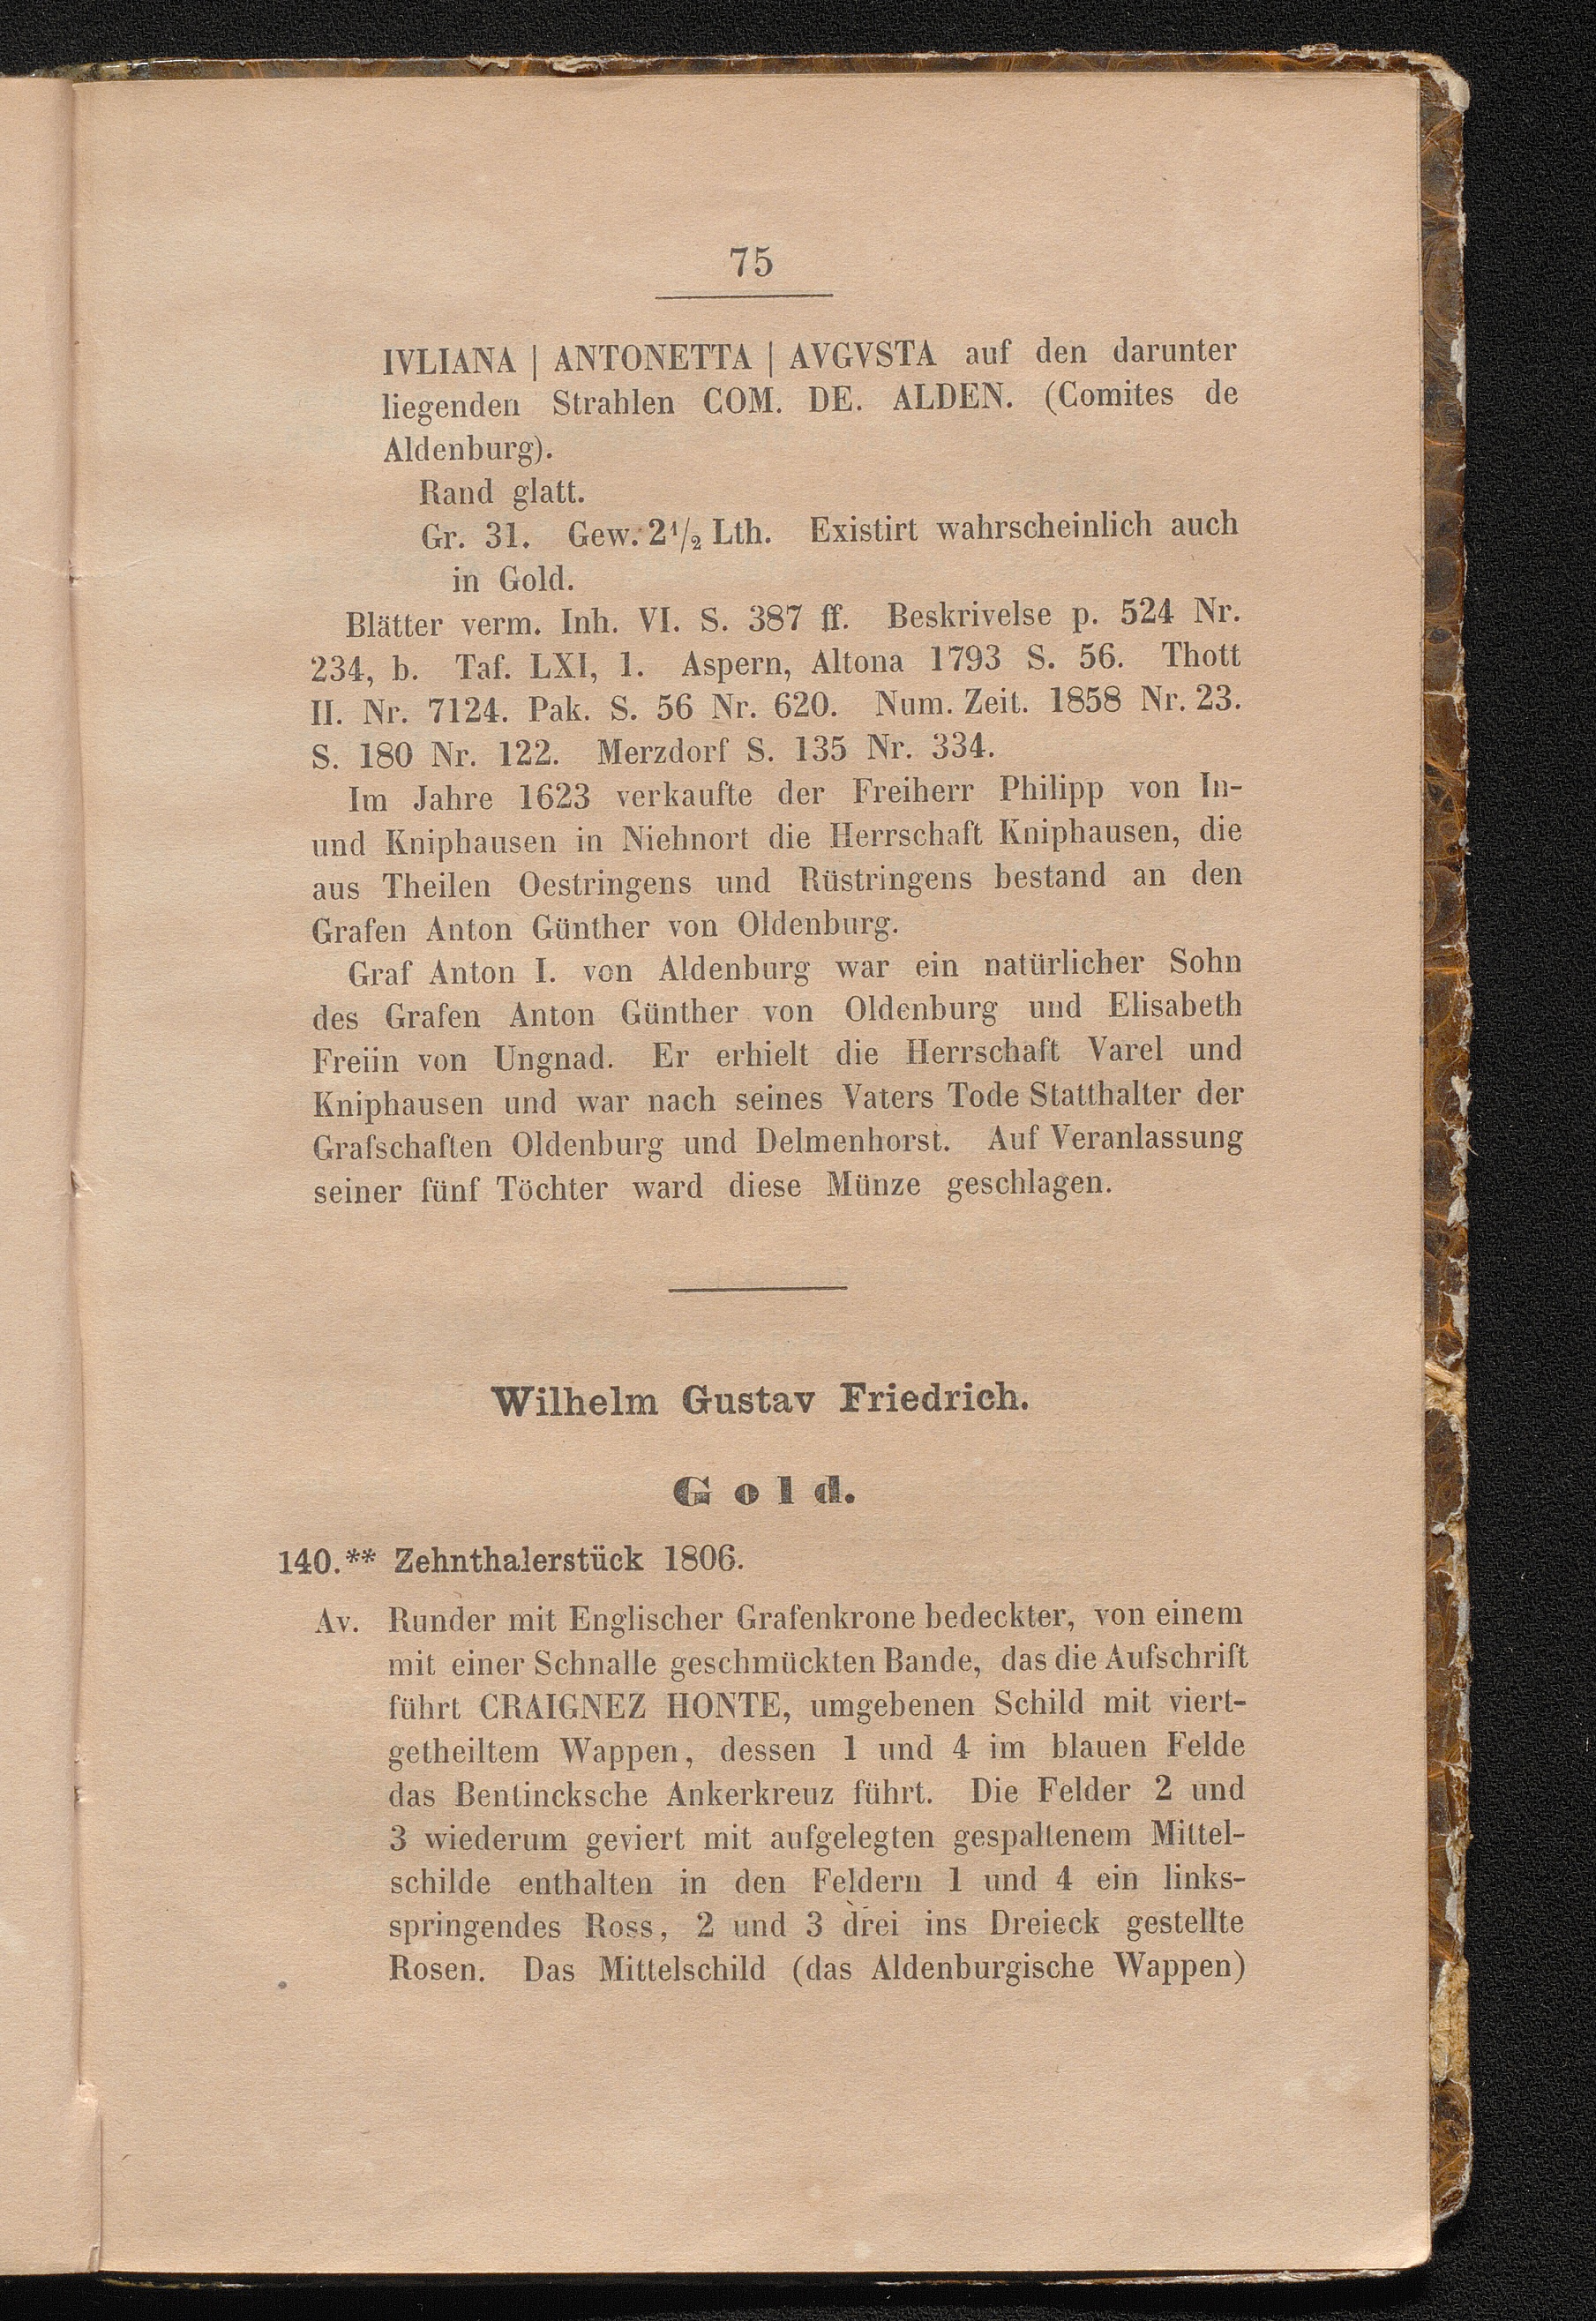 75
IVLIANA | ANTONETTA | AVGVSTA auf den darunter
liegenden Strahlen COM. DE. ALDEN. (Comites de
Aldenburg).
Rand glatt.
Gr. 31. Gew. 2 1/2 Lth. Existirt wahrscheinlich auch
in Gold.
Blätter verm. Inh. VI. S. 387 ff. Beskrivelse p. 524 Nr.
234, b. Taf. LXI, 1. Aspern, Altona 1793 S. 56. Thott
II. Nr. 7124. Pak. S. 56 Nr. 620. Num. Zeit. 1858 Nr. 23.
S. 180 Nr. 122. Merzdorf S. 135 Nr. 334.
Im Jahre 1623 verkaufte der Freiherr Philipp von In-
und Kniphausen in Niehnort die Herrschaft Kniphausen, die
aus Theilen Oestringens und Rüstringens bestand an den
Grafen Anton Günther von Oldenburg.
Graf Anton I. von Aldenburg war ein natürlicher Sohn
des Grafen Anton Günther von Oldenburg und Elisabeth
Freiin von Ungnad. Er erhielt die Herrschaft Varel und
Kniphausen und war nach seines Vaters Tode Statthalter der
Grafschaften Oldenburg und Delmenhorst. Auf Veranlassung
seiner fünf Töchter ward diese Münze geschlagen.
Wilhelm Gustav Friedrich.
Gold.
140.** Zehnthalerstück 1806.
Av. Runder mit Englischer Grafenkrone bedeckter, von einem
mit einer Schnalle geschmückten Bande, das die Aufschrift
führt CRAIGNEZ HONTE, umgebenen Schild mit viert-
getheiltem Wappen, dessen 1 und 4 im blauen Felde
das Bentincksche Ankerkreuz führt. Die Felder 2 und
3 wiederum geviert mit aufgelegten gespaltenem Mittel-
schilde enthalten in den Feldern 1 und 4 ein links-
springendes Ross, 2 und 3 drei ins Dreieck gestellte
Rosen. Das Mittelschild (das Aldenburgische Wappen)